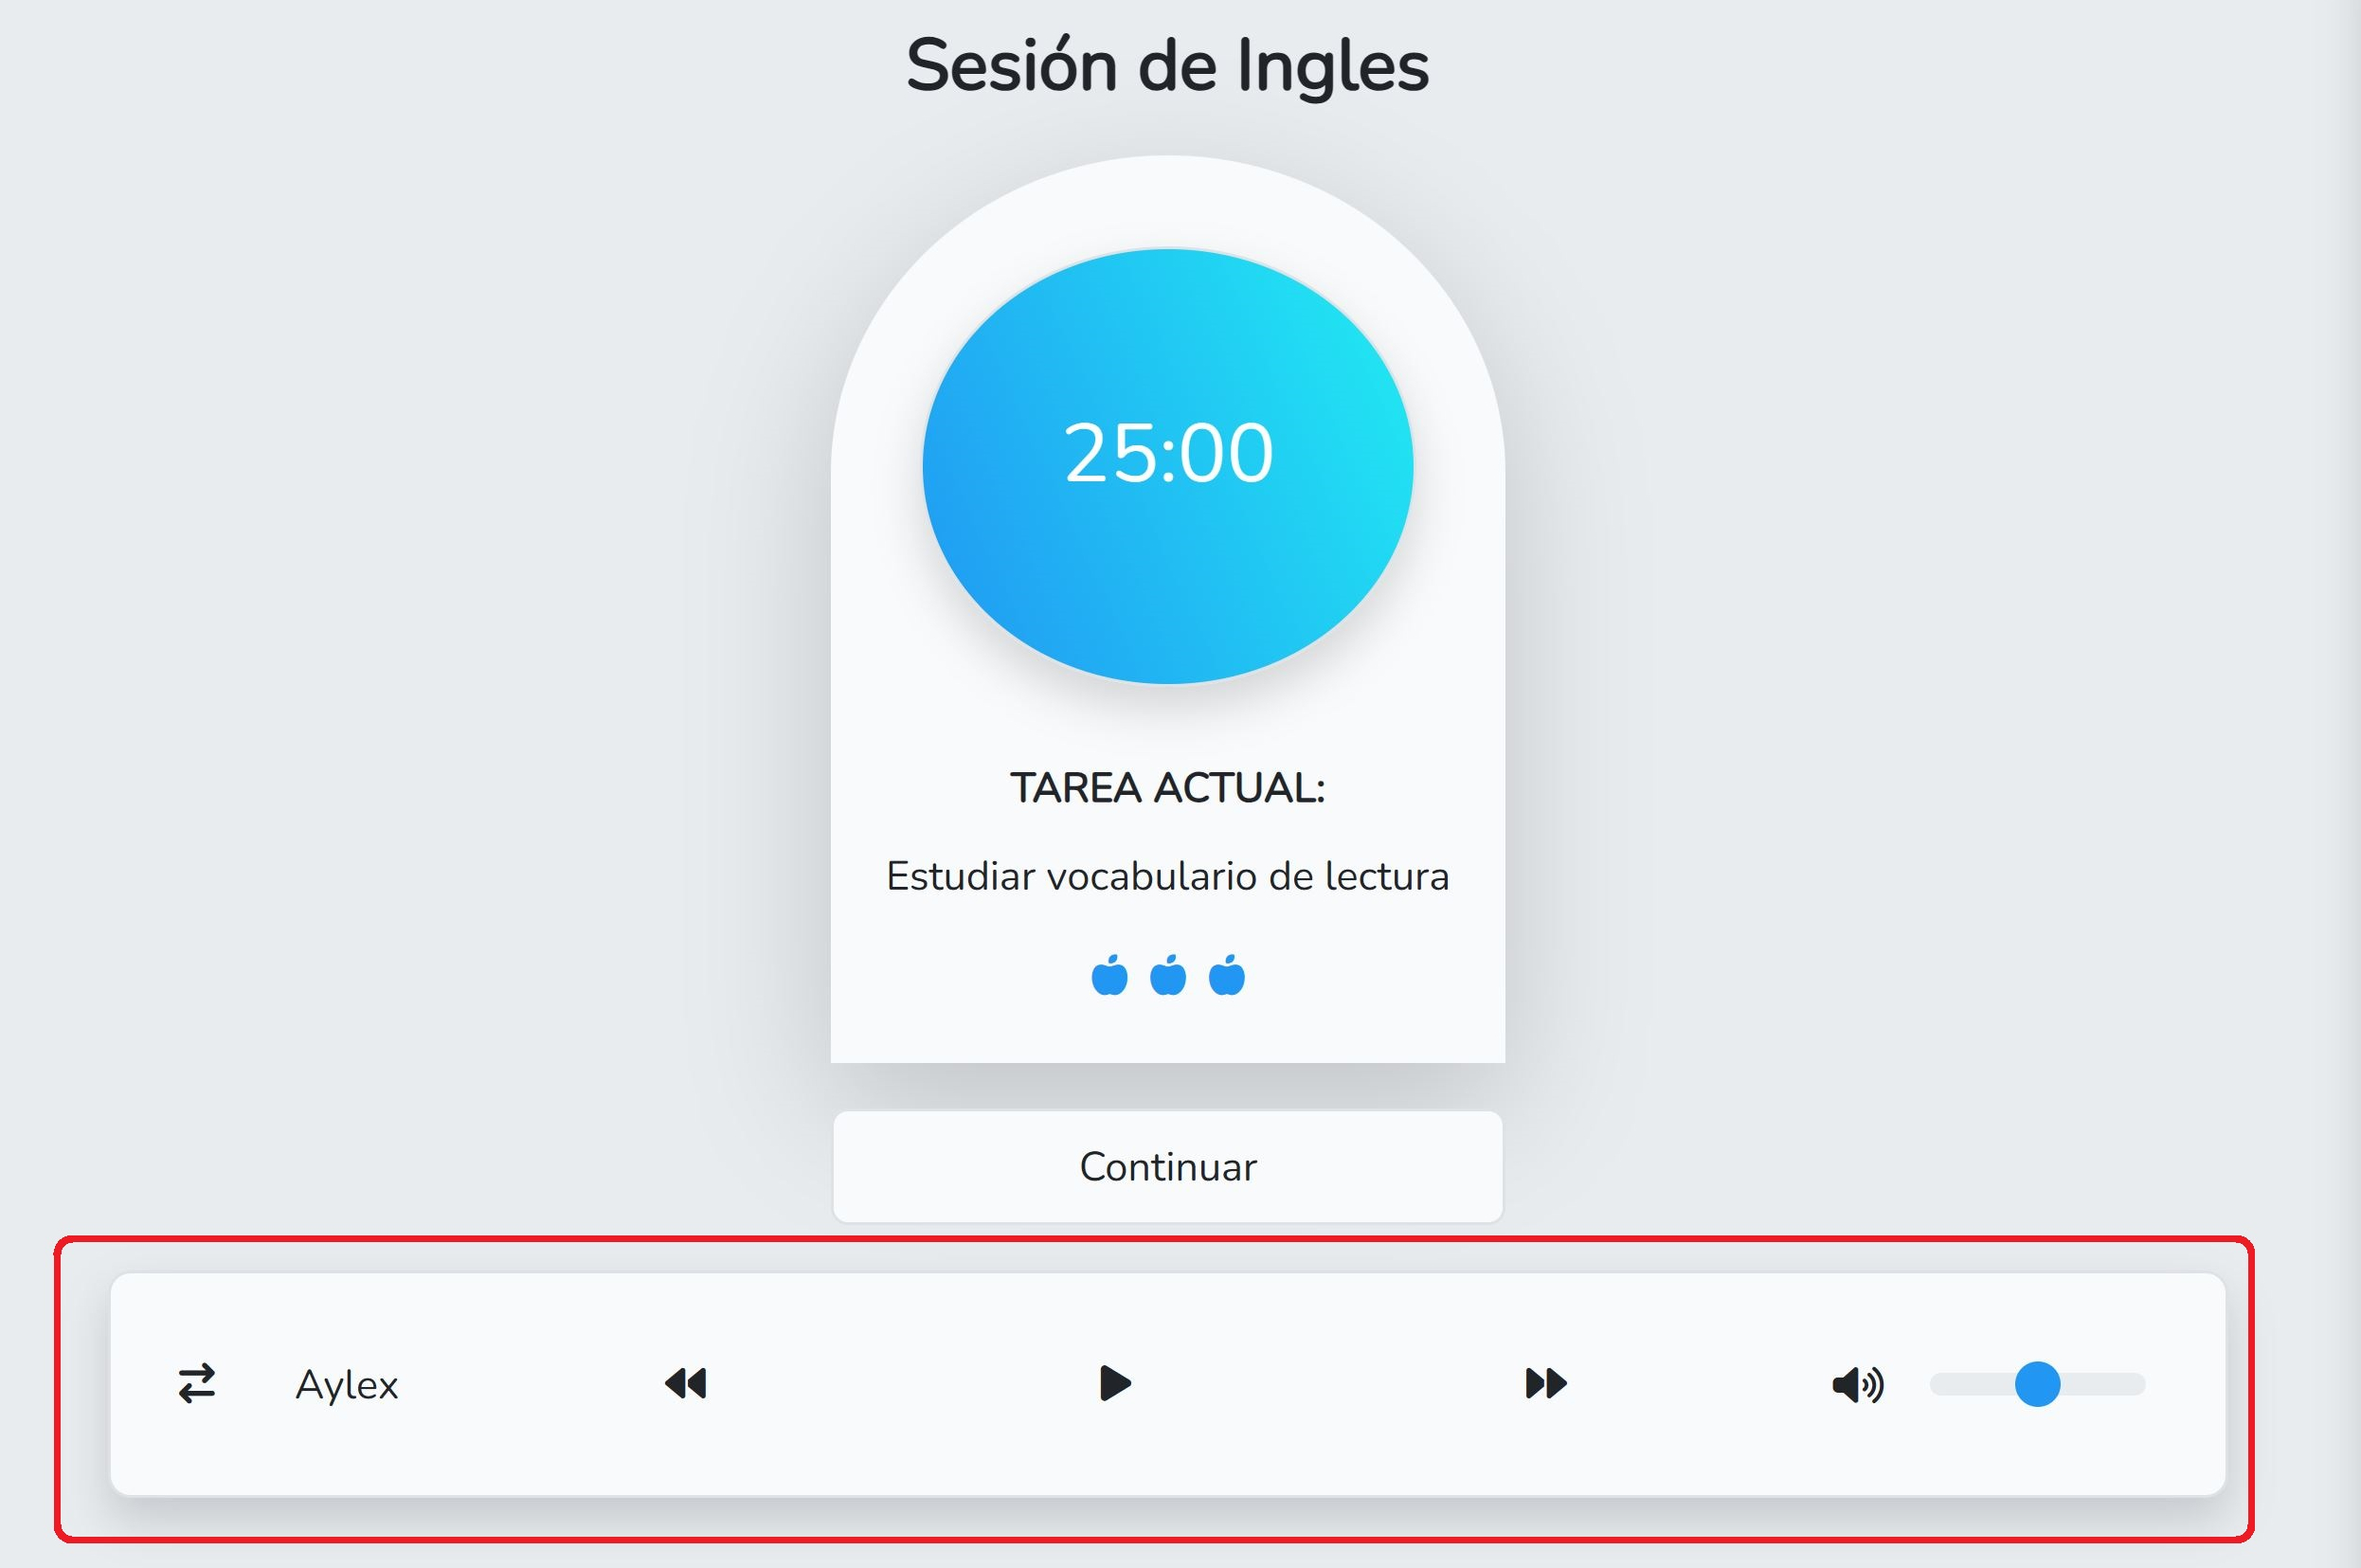 Sesión de Ingles
25:00
TAREA ACTUAL:
Estudiar vocabulario de lectura
Continuar
Aylex